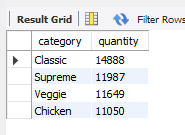 Result Grid Filter Rows
category quantity
Classic 14888
Supreme 11987
Veggie 11649
Chicken 11050